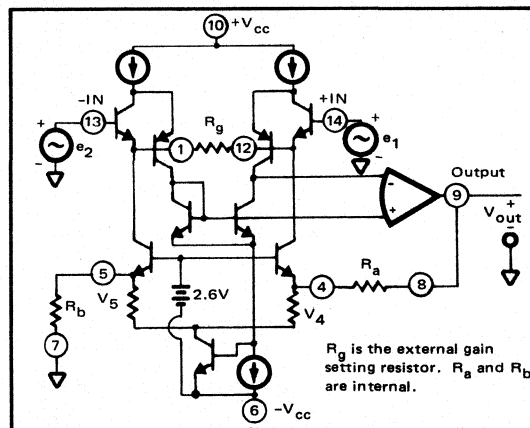 10 +Vcc
-IN
+IN
13
Rg
14
+
e2
-
1
12
+
e1
-
Output
-
+
9
Vout
+
-
5
V5
Rb
7
2.6V
4
V4
Ra
8
6 -Vcc
Rg is the external gain
setting resistor. Ra and Rb
are internal.